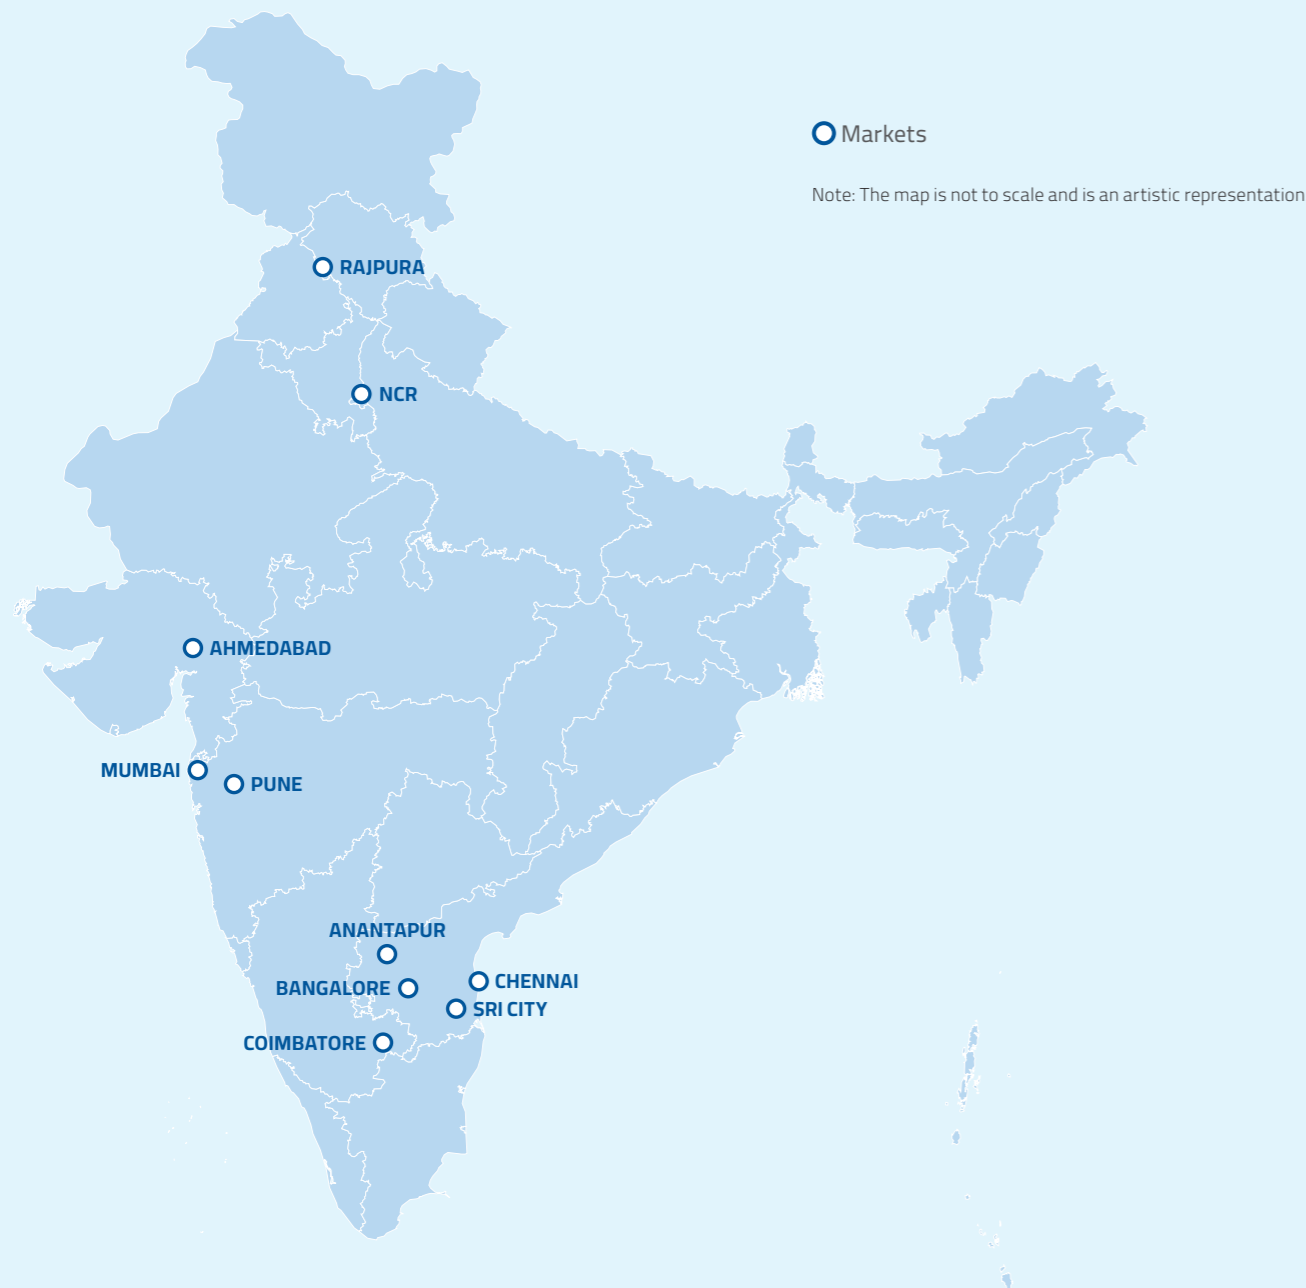 Markets
Note: The map is not to scale and is an artistic representation
RAJPURA
NCR
AHMEDABAD
MUMBAI
PUNE
ANANTAPUR
BANGALORE
CHENNAI
SRI CITY
COIMBATORE